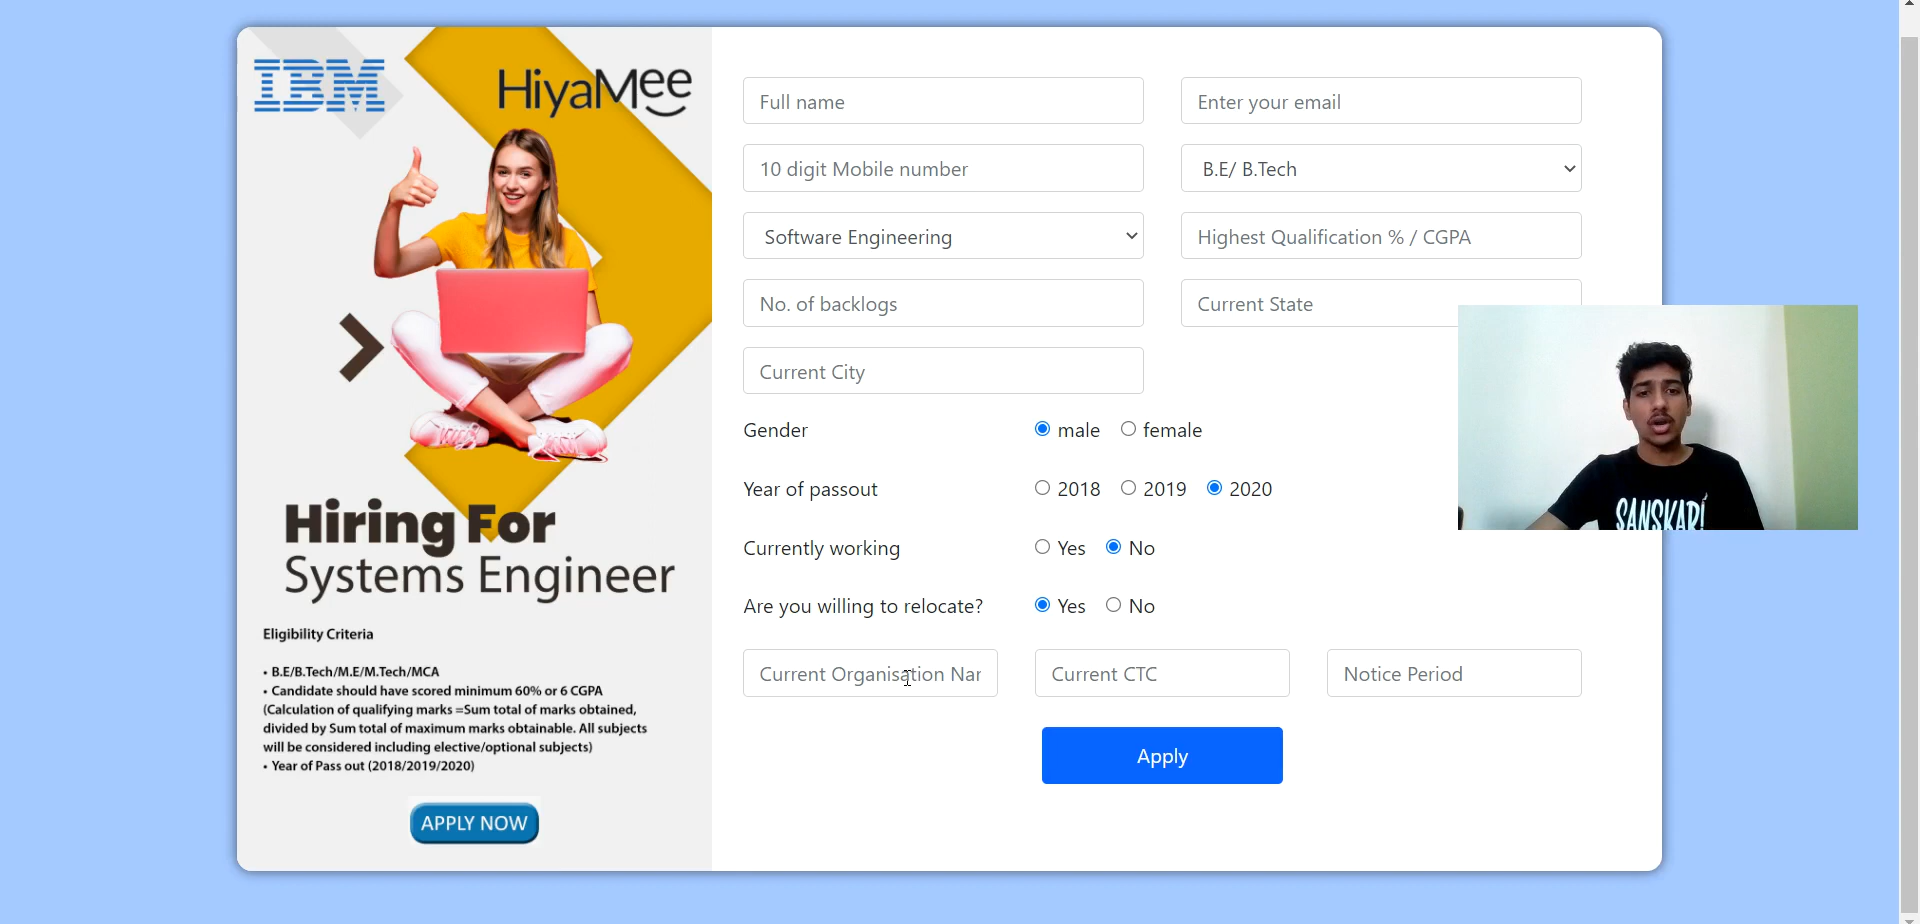 IBM
HiyaMee
Hiring For
Systems Engineer
Eligibility Criteria
• B.E/B.Tech/M.E/M.Tech/MCA
• Candidate should have scored minimum 60% or 6 CGPA
(Calculation of qualifying marks =Sum total of marks obtained,
divided by Sum total of maximum marks obtainable. All subjects
will be considered including elective/optional subjects)
• Year of Pass out (2018/2019/2020)
APPLY NOW
Full name
Enter your email
10 digit Mobile number
B.E/ B.Tech
Software Engineering
Highest Qualification % / CGPA
No. of backlogs
Current State
Current City
Gender male female
Year of passout 2018 2019 2020
Currently working Yes No
Are you willing to relocate? Yes No
Current Organisation Nar
Current CTC
Notice Period
Apply
SANSKARI